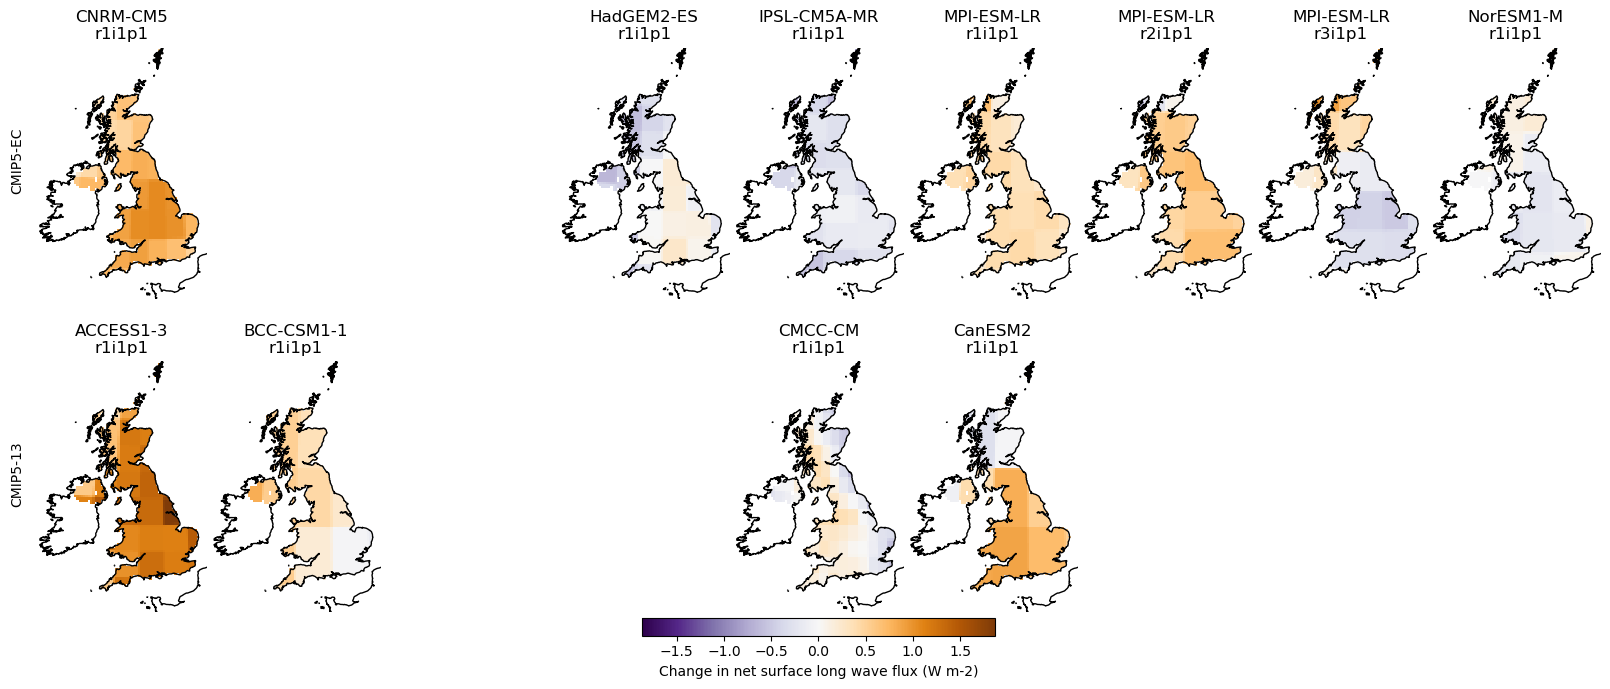 CNRM-CM5
r1i1p1
HadGEM2-ES
r1i1p1
IPSL-CM5A-MR
r1i1p1
MPI-ESM-LR
r1i1p1
MPI-ESM-LR
r2i1p1
MPI-ESM-LR
r3i1p1
NorESM1-M
r1i1p1
CMIP5-EC
ACCESS1-3
r1i1p1
BCC-CSM1-1
r1i1p1
CMCC-CM
r1i1p1
CanESM2
r1i1p1
CMIP5-13
−1.5 −1.0 −0.5 0.0 0.5 1.0 1.5
Change in net surface long wave flux (W m-2)